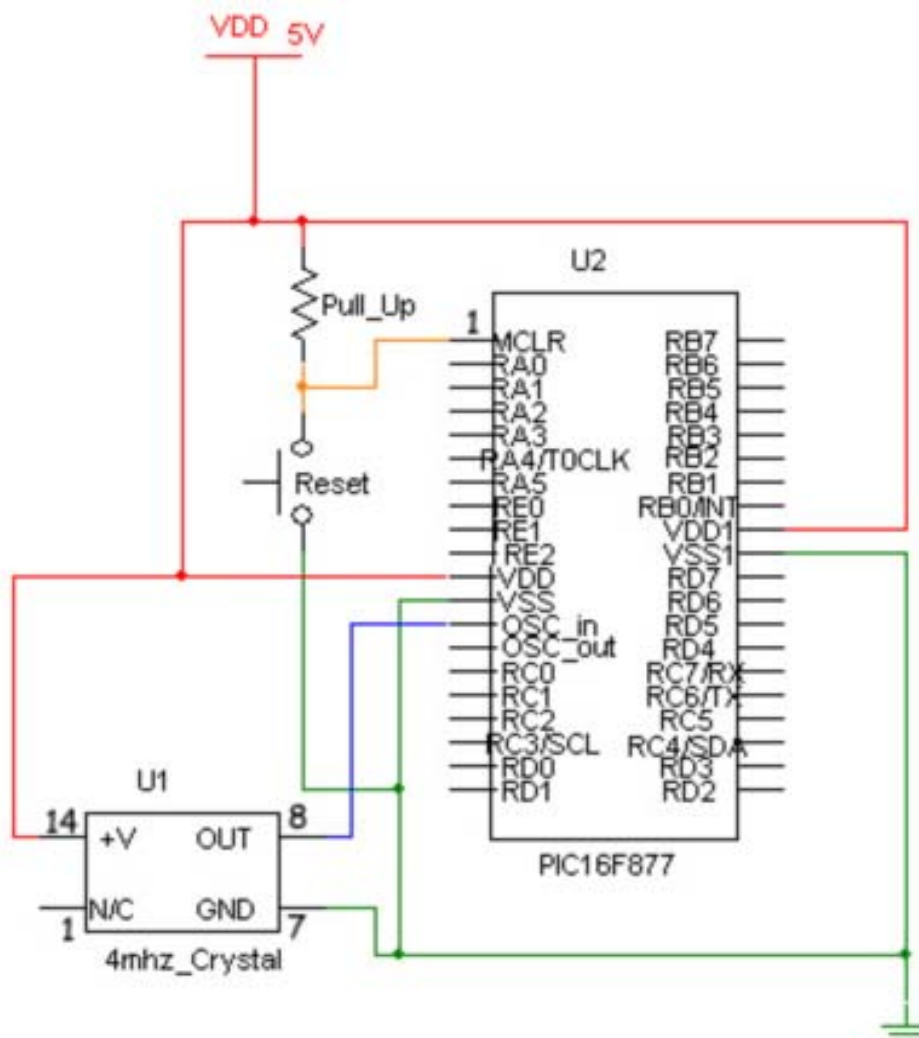 VDD 5V
U2
Pull_Up
1
MCLR RB7
RA0 RB6
RA1 RB5
RA2 RB4
RA3 RB3
RA4/T0CLK RB2
Reset
RA5 RB1
RE0 RB0/INT
RE1 VDD1
RE2 VSS1
VDD RD7
VSS RD6
OSC_in RD5
OSC_out RD4
RC0 RC7/RX
RC1 RC6/TX
RC2 RC5
RC3/SCL RC4/SDA
RD0 RD3
RD1 RD2
U1
14 +V OUT 8
1 N/C GND 7
4mhz_Crystal
PIC16F877